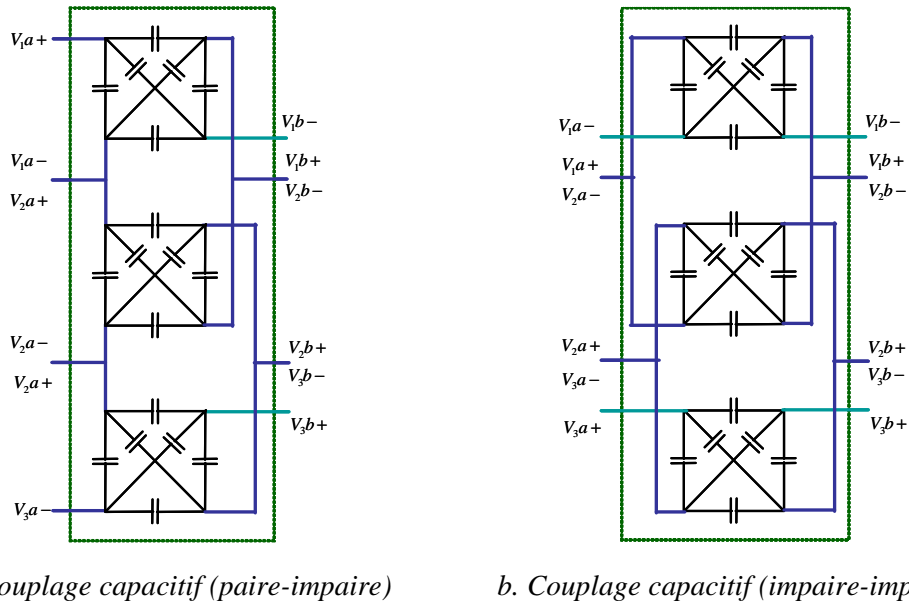 V₁a+
V₁b−
V₁a−
V₁b+
V₂a+
V₂b−
V₂a−
V₂b+
V₂a+
V₃b−
V₃b+
V₃a−
V₁a−
V₁b−
V₁a+
V₁b+
V₂a−
V₂b−
V₂a+
V₂b+
V₃a−
V₃b−
V₃a+
V₃b+
ouplage capacitif (paire-impaire)
b. Couplage capacitif (impaire-imp